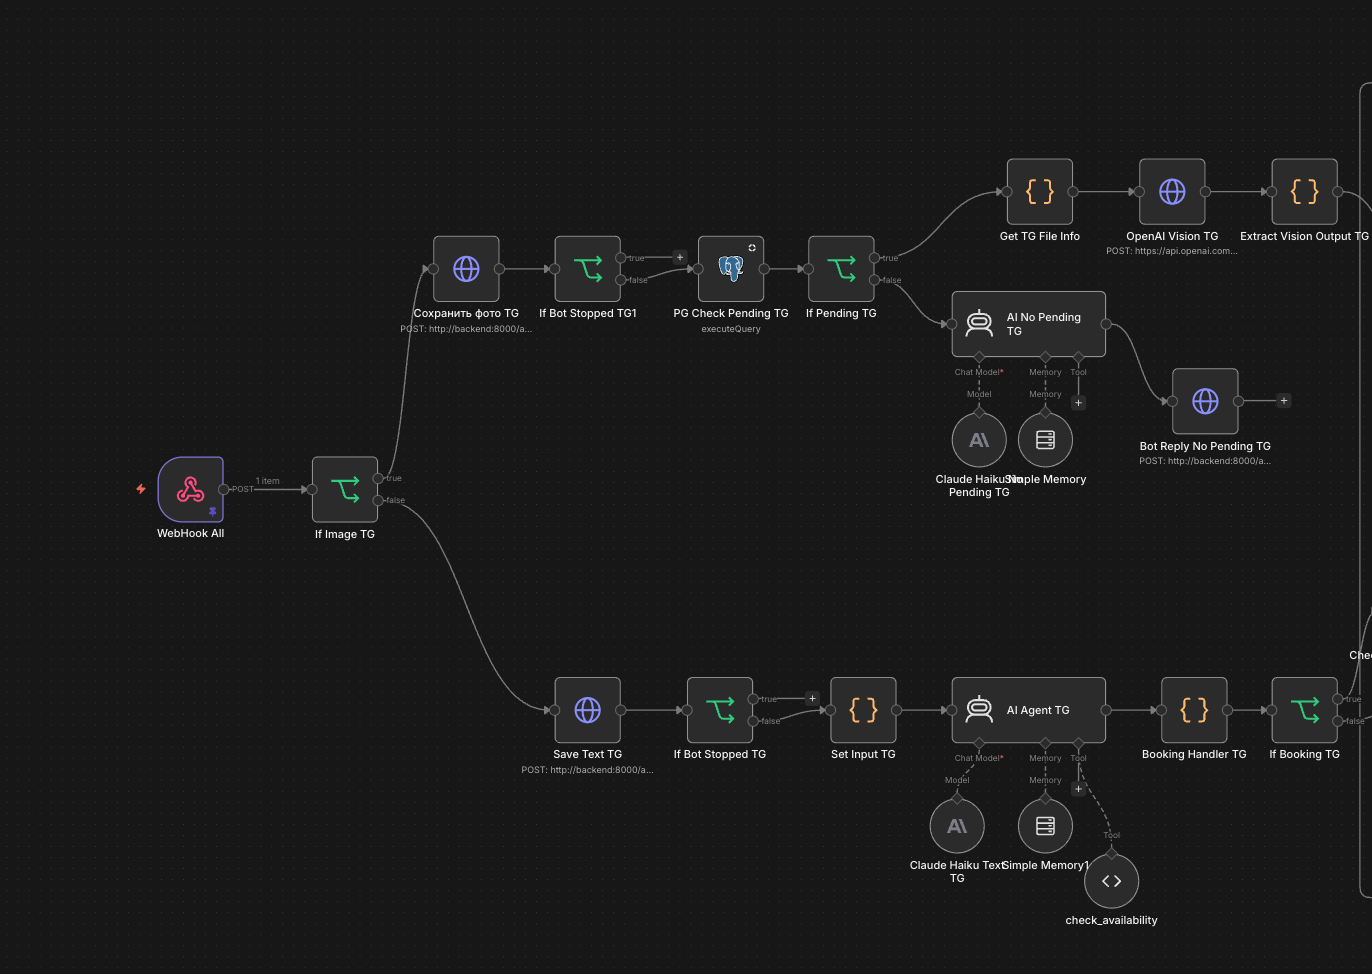 Get TG File Info
OpenAI Vision TG
POST: https://api.openai.com...
Extract Vision Output TG
true
false
Сохранить фото TG
POST: http://backend:8000/a...
If Bot Stopped TG1
PG Check Pending TG
executeQuery
true
false
If Pending TG
AI No Pending
TG
Chat Model*
Memory
Tool
Model
Memory
Claude Haiku No
Pending TG
Simple Memory
Bot Reply No Pending TG
POST: http://backend:8000/a...
WebHook All
POST
1 item
true
false
If Image TG
Save Text TG
POST: http://backend:8000/a...
true
false
If Bot Stopped TG
Set Input TG
AI Agent TG
Chat Model*
Memory
Tool
Model
Memory
Tool
Claude Haiku Text
TG
Simple Memory1
check_availability
Booking Handler TG
true
false
If Booking TG